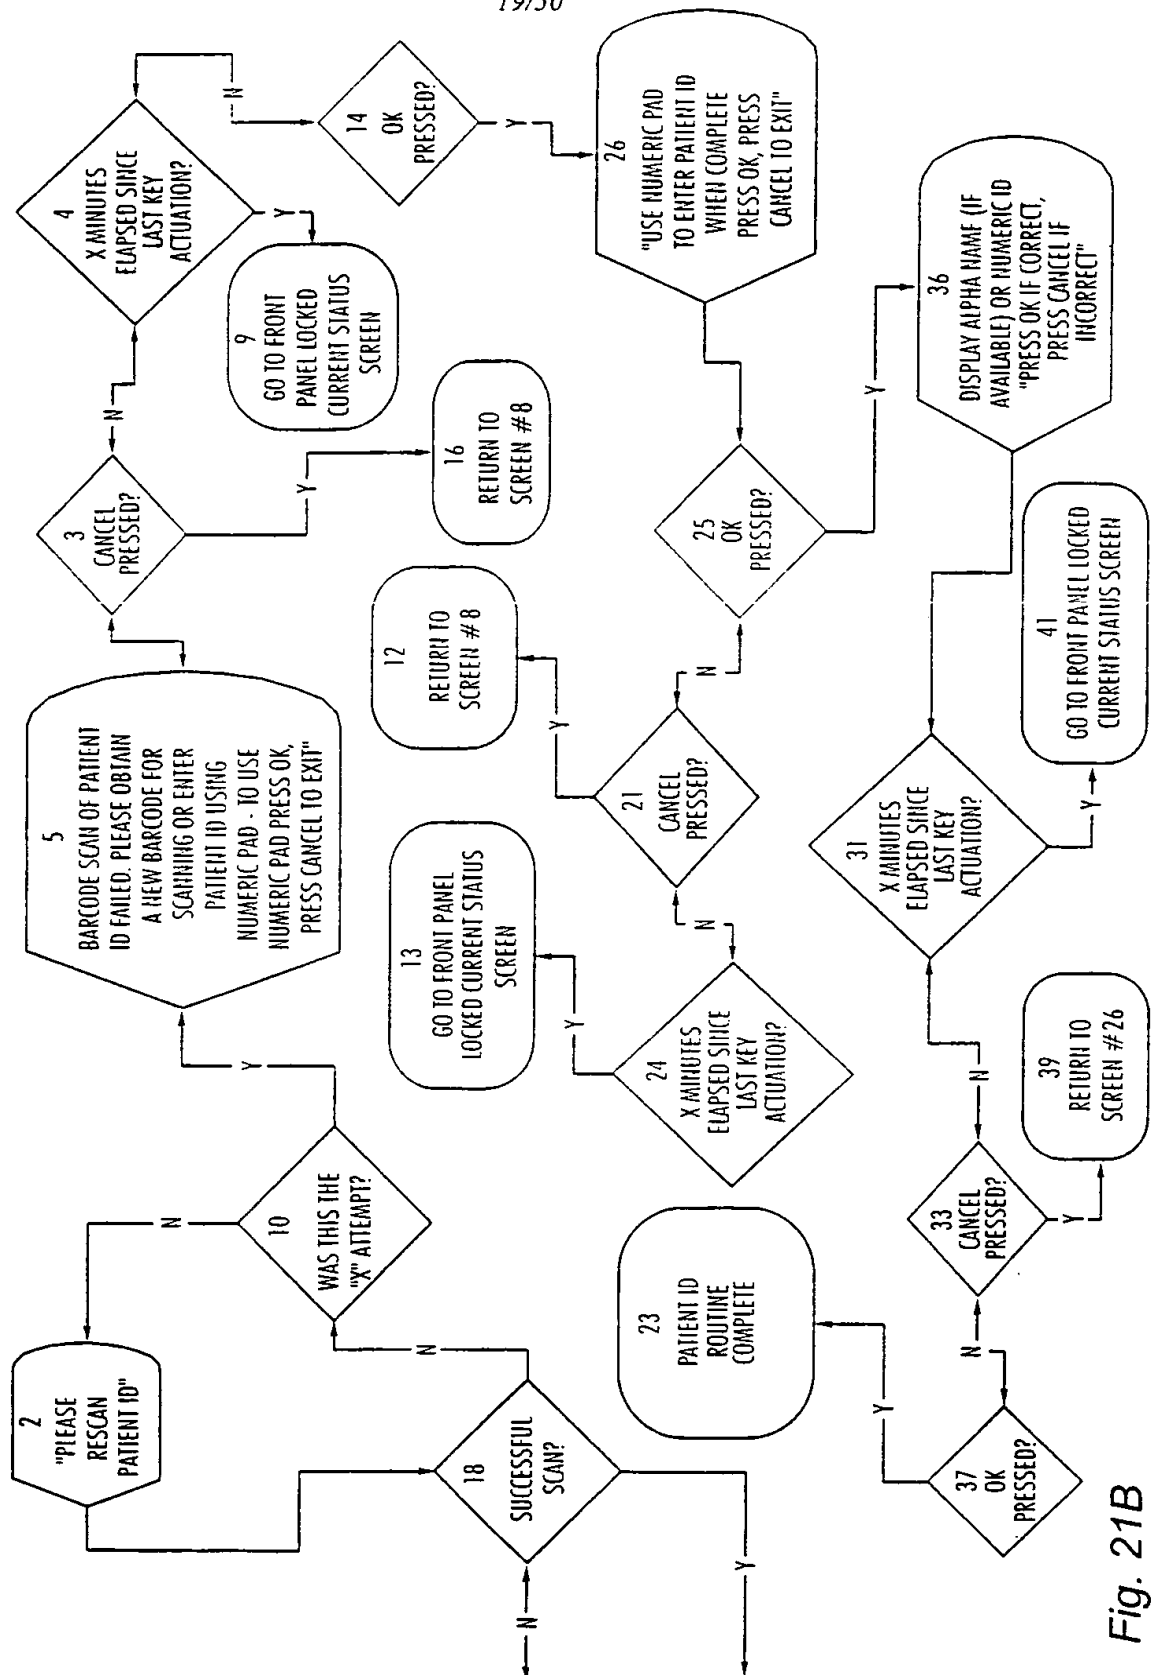 19/50
2
"PLEASE
RESCAN
PATIENT ID"
N
10
WAS THIS THE
"X" ATTEMPT?
Y
5
BARCODE SCAN OF PATIENT
ID FAILED. PLEASE OBTAIN
A NEW BARCODE FOR
SCANNING OR ENTER
PATIENT ID USING
NUMERIC PAD - TO USE
NUMERIC PAD PRESS OK,
PRESS CANCEL TO EXIT"
3
CANCEL
PRESSED?
N
Y
4
X MINUTES
ELAPSED SINCE
LAST KEY
ACTUATION?
Y
N
9
GO TO FRONT
PANEL LOCKED
CURRENT STATUS
SCREEN
16
RETURN TO
SCREEN #8
14
OK
PRESSED?
Y
18
SUCCESSFUL
SCAN?
N
N
Y
13
GO TO FRONT PANEL
LOCKED CURRENT STATUS
SCREEN
Y
12
RETURN TO
SCREEN #8
Y
24
X MINUTES
ELAPSED SINCE
LAST KEY
ACTUATION?
N
21
CANCEL
PRESSED?
N
25
OK
PRESSED?
Y
26
"USE NUMERIC PAD
TO ENTER PATIENT ID
WHEN COMPLETE
PRESS OK, PRESS
CANCEL TO EXIT"
23
PATIENT ID
ROUTINE
COMPLETE
Y
37
OK
PRESSED?
N
33
CANCEL
PRESSED?
N
Y
31
X MINUTES
ELAPSED SINCE
LAST KEY
ACTUATION?
Y
36
DISPLAY ALPHA NAME (IF
AVAILABLE) OR NUMERIC ID
"PRESS OK IF CORRECT,
PRESS CANCEL IF
INCORRECT"
39
RETURN TO
SCREEN #26
41
GO TO FRONT PANEL LOCKED
CURRENT STATUS SCREEN
Fig. 21B